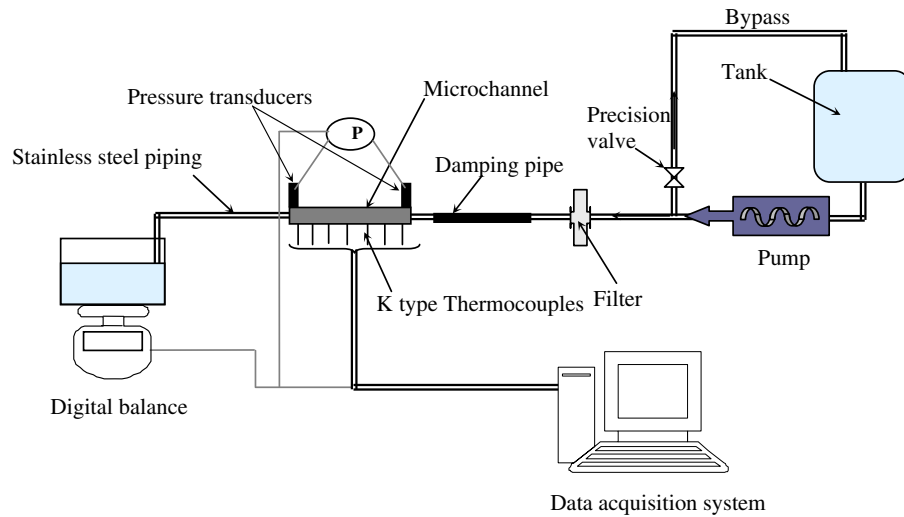 Bypass
Tank
Pressure transducers
Microchannel
Precision
valve
P
Stainless steel piping
Damping pipe
Pump
K type Thermocouples
Filter
Digital balance
Data acquisition system